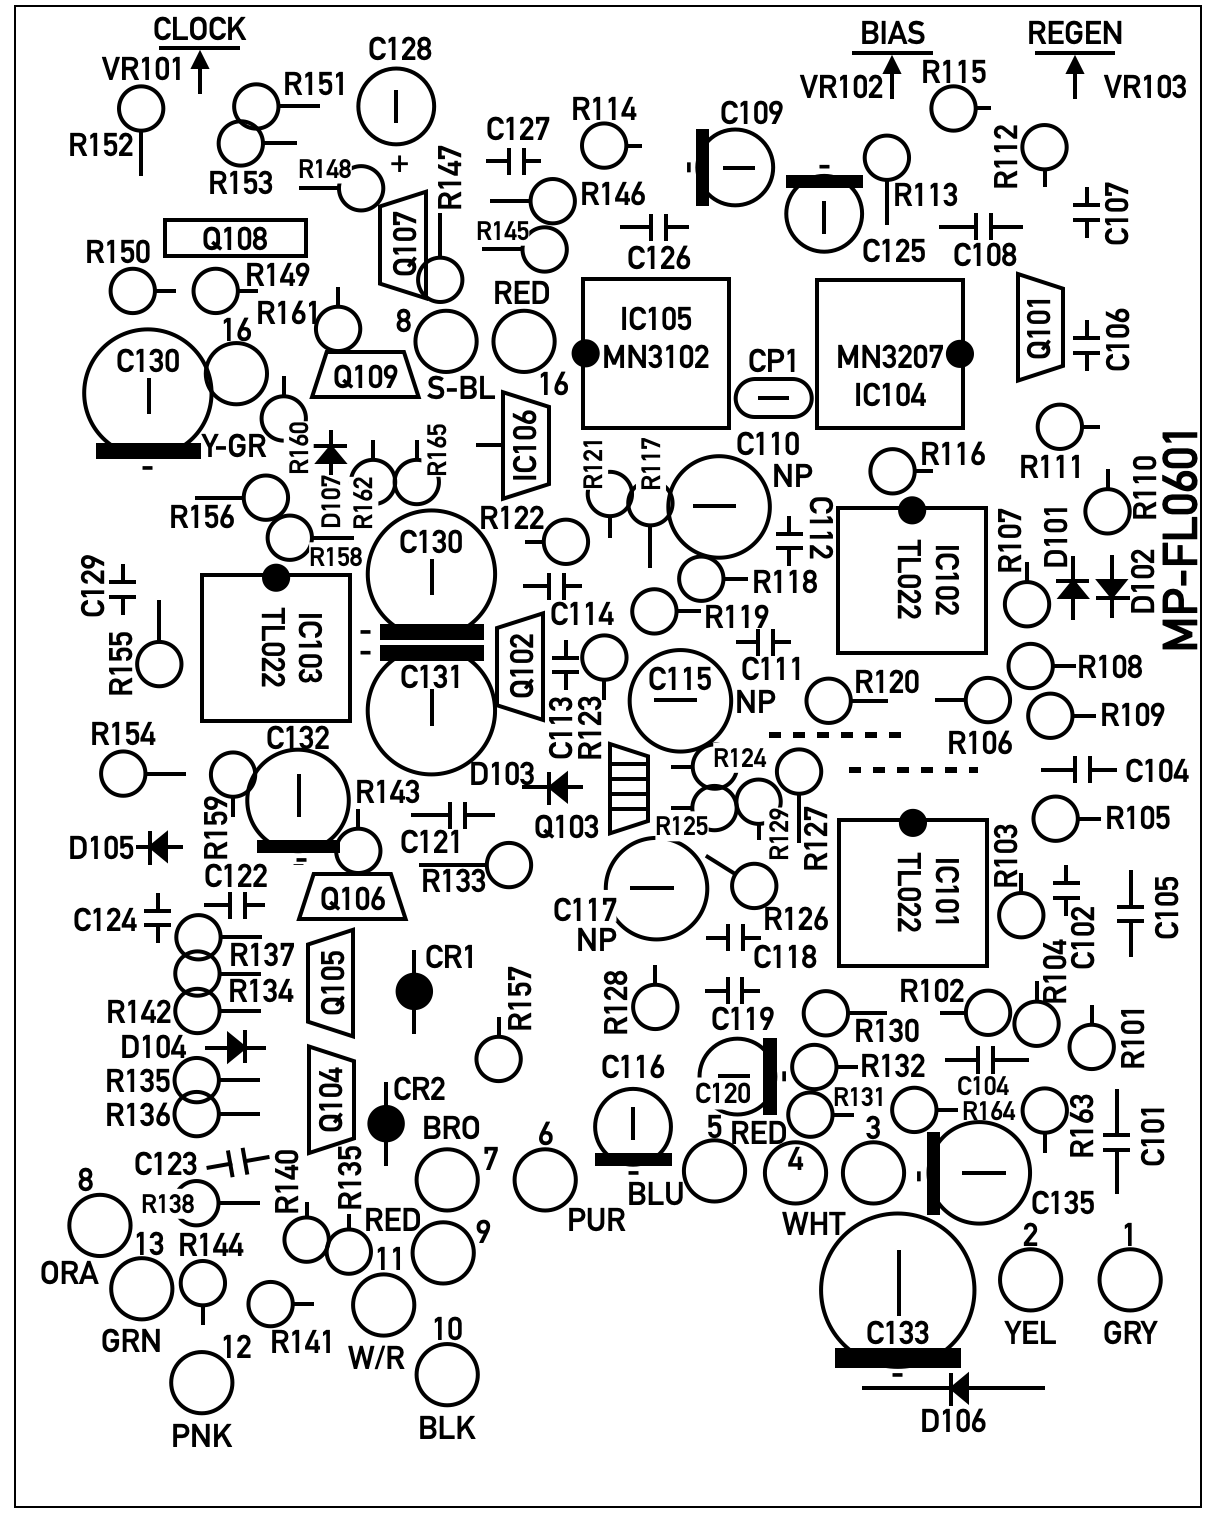 CLOCK
BIAS
REGEN
VR101
R151
C128
VR102
R115
VR103
R152
R153
C127
R114
C109
R112
R148
+
R147
-
-
R146
R113
C107
Q108
Q107
R145
C126
C125
C108
R150
R149
R161
RED
IC105
MN3102
MN3207
IC104
Q101
C106
16
8
C130
Q109
S-BL
16
CP1
Y-GR
-
R160
D107
R162
R165
IC106
R121
R117
C110
NP
R116
R111
R110
MP-FL0601
R156
R158
C130
R122
C112
IC102
TL022
R107
D101
D102
C129
R118
C114
R119
R155
IC103
TL022
-
-
C131
Q102
C113
R123
C111
C115
NP
R120
R108
R106
R109
R154
C132
D103
R124
C104
R159
R143
C121
Q103
R125
R129
R127
R105
D105
-
C122
R133
R103
IC101
TL022
C124
Q106
C117
NP
R126
C102
C105
R137
Q105
CR1
C118
R134
R157
R128
R104
R142
R102
C119
R130
R101
D104
R135
Q104
CR2
C116
C120
-
R132
C104
R136
R131
R164
R163
C101
BRO
5
RED
3
C123
R140
R135
7
6
-
BLU
4
-
8
R138
RED
PUR
WHT
C135
13
R144
9
2
1
ORA
11
GRN
R141
12
W/R
10
C133
YEL
GRY
-
PNK
BLK
D106